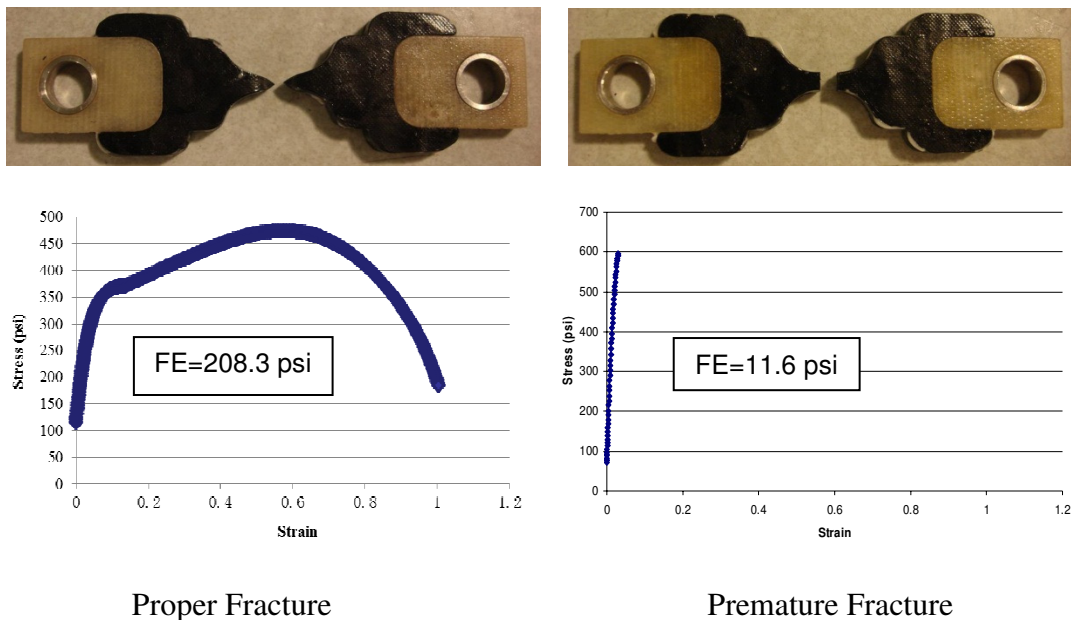 500
450
400
350
300
250
200
150
100
50
0
Stress (psi)
FE=208.3 psi
0 0.2 0.4 0.6 0.8 1 1.2
Strain
700
600
500
400
300
200
100
0
Stress (psi)
FE=11.6 psi
0 0.2 0.4 0.6 0.8 1 1.2
Strain
Proper Fracture
Premature Fracture